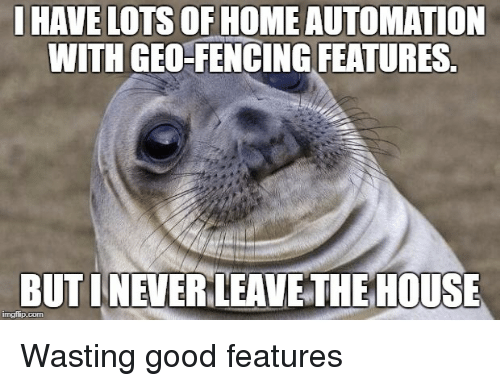 I HAVE LOTS OF HOME AUTOMATION
WITH GEO-FENCING FEATURES.
BUT I NEVER LEAVE THE HOUSE
imgflip.com
Wasting good features